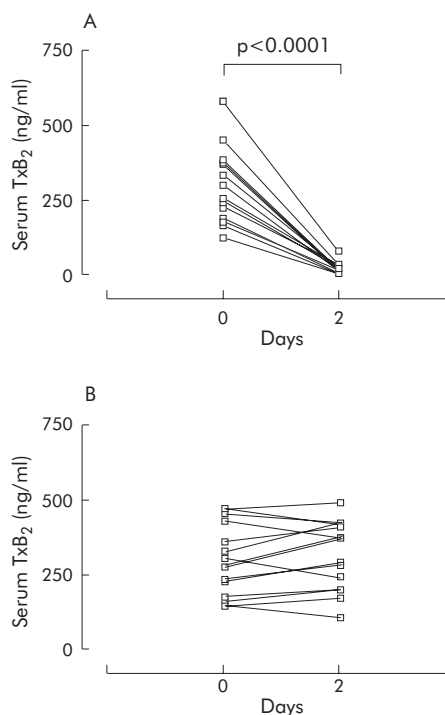 A
p<0.0001
750
500
250
0
Serum TxB₂ (ng/ml)
0
2
Days
B
750
500
250
0
Serum TxB₂ (ng/ml)
0
2
Days